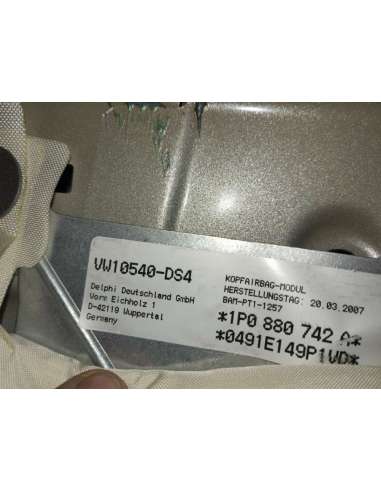 VW10540-DS4
Delphi Deutschland GmbH
Vorm Eichholz 1
D-42119 Wuppertal
Germany
KOPFAIRBAG-MODUL
HERSTELLUNGSTAG: 20.03.2007
BAM-PT1-1257
*1P0 880 742 A*
*0491E149P1VD*